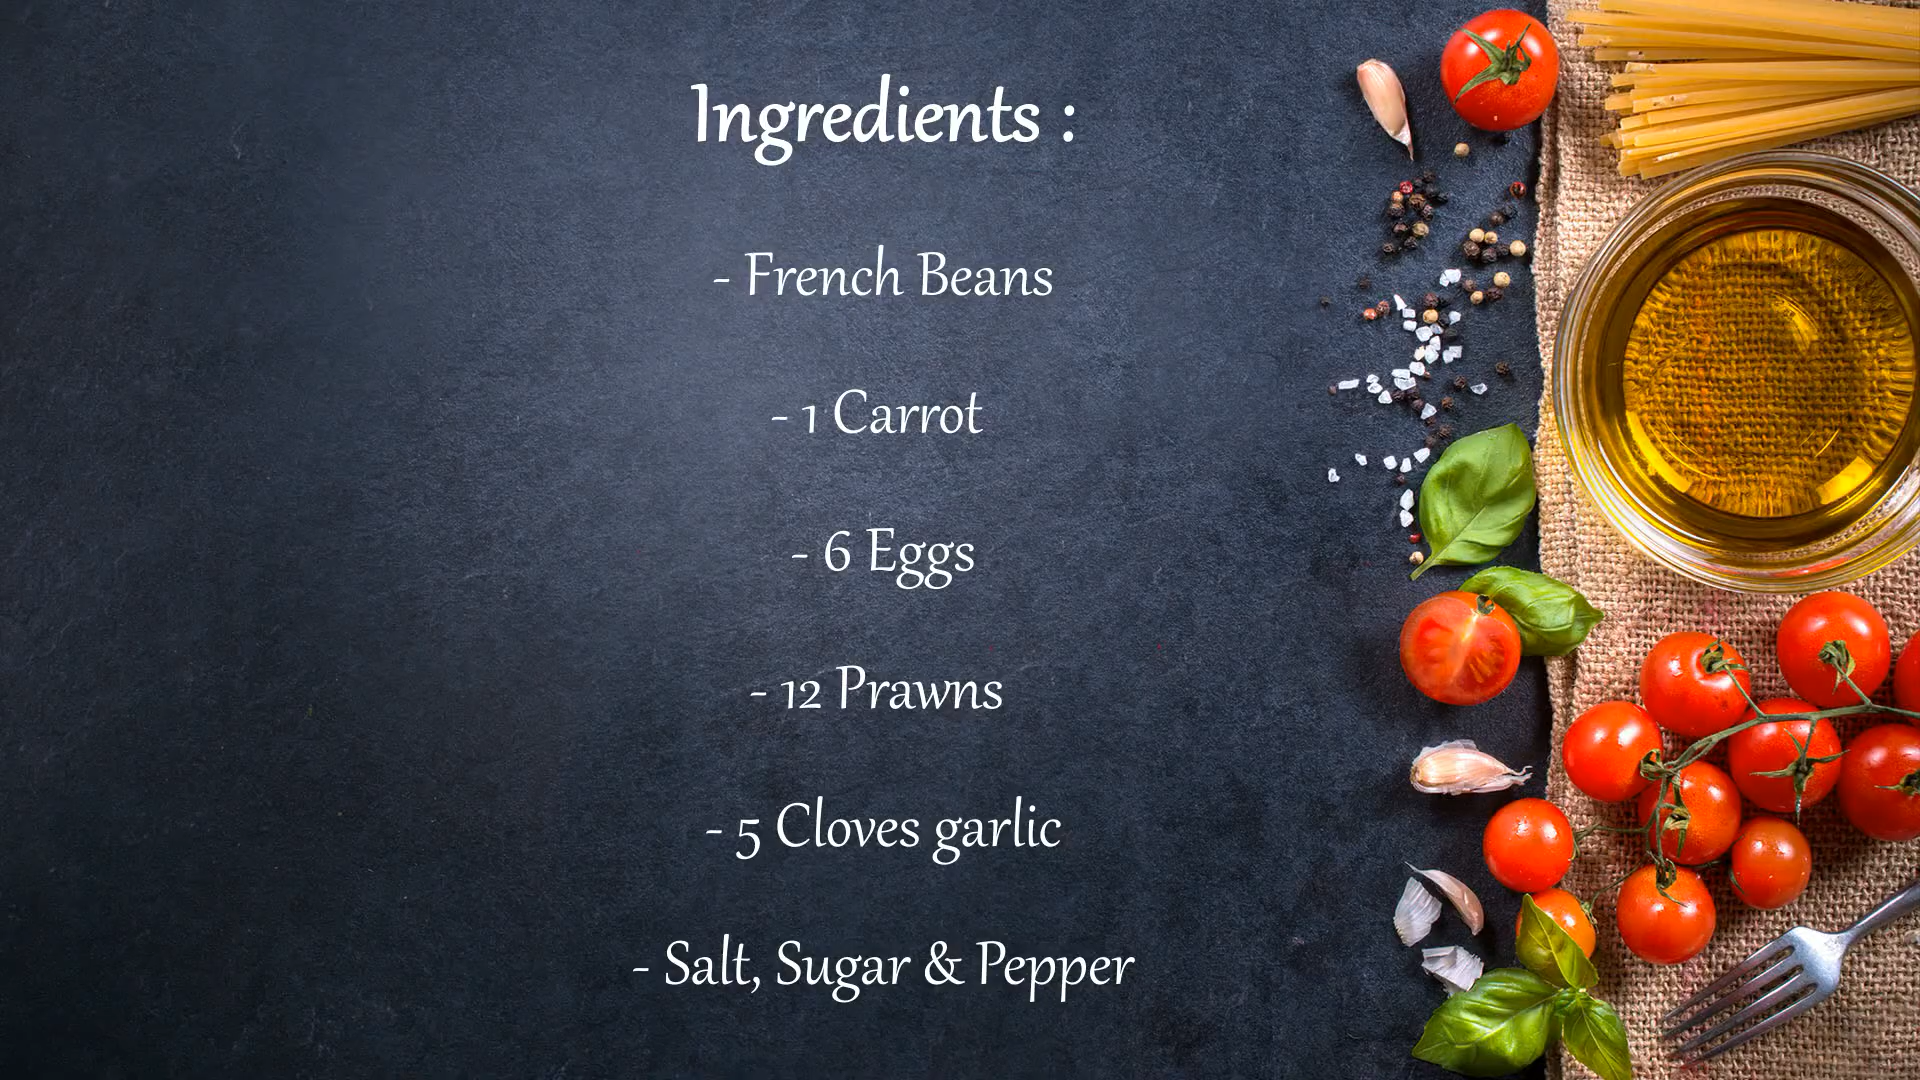 Ingredients :
- French Beans
- 1 Carrot
- 6 Eggs
- 12 Prawns
- 5 Cloves garlic
- Salt, Sugar & Pepper